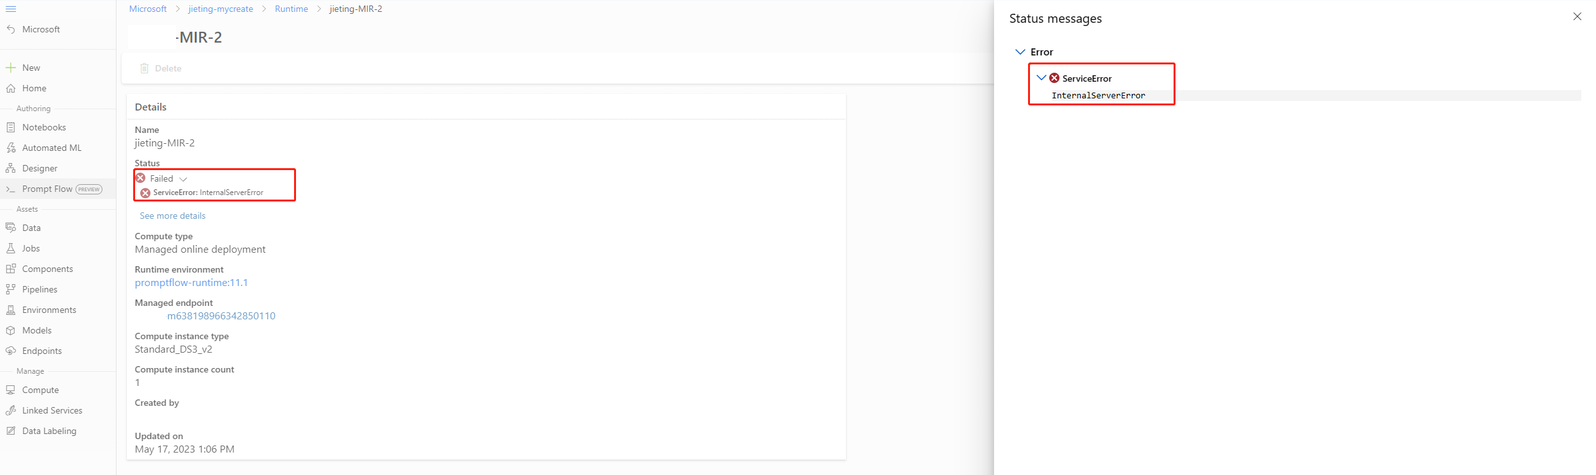 Microsoft > jieting-mycreate > Runtime > jieting-MIR-2
Microsoft
-MIR-2
Delete
New
Home
Authoring
Notebooks
Automated ML
Designer
Prompt Flow PREVIEW
Assets
Data
Jobs
Components
Pipelines
Environments
Models
Endpoints
Manage
Compute
Linked Services
Data Labeling
Details
Name
jieting-MIR-2
Status
Failed
ServiceError: InternalServerError
See more details
Compute type
Managed online deployment
Runtime environment
promptflow-runtime:11.1
Managed endpoint
m638198966342850110
Compute instance type
Standard_DS3_v2
Compute instance count
1
Created by
Updated on
May 17, 2023 1:06 PM
Status messages
Error
ServiceError
InternalServerError